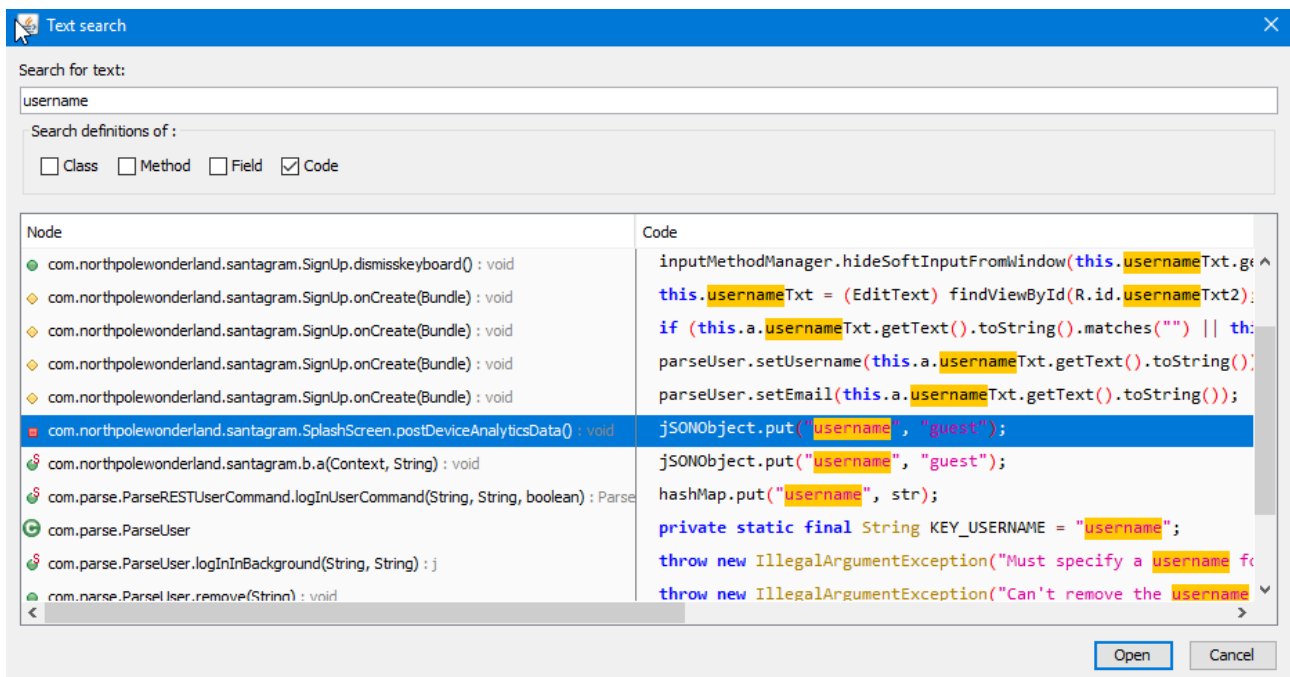 Text search
Search for text:
username
Search definitions of :
Class Method Field Code
Node Code
com.northpolewonderland.santagram.SignUp.dismisskeyboard() : void inputMethodManager.hideSoftInputFromWindow(this.usernameTxt.ge
com.northpolewonderland.santagram.SignUp.onCreate(Bundle) : void this.usernameTxt = (EditText) findViewById(R.id.usernameTxt2);
com.northpolewonderland.santagram.SignUp.onCreate(Bundle) : void if (this.a.usernameTxt.getText().toString().matches("") || thi
com.northpolewonderland.santagram.SignUp.onCreate(Bundle) : void parseUser.setUsername(this.a.usernameTxt.getText().toString())
com.northpolewonderland.santagram.SignUp.onCreate(Bundle) : void parseUser.setEmail(this.a.usernameTxt.getText().toString());
com.northpolewonderland.santagram.SplashScreen.postDeviceAnalyticsData() : void jSONObject.put("username", "guest");
com.northpolewonderland.santagram.b.a(Context, String) : void jSONObject.put("username", "guest");
com.parse.ParseRESTUserCommand.logInUserCommand(String, String, boolean) : Parse hashMap.put("username", str);
com.parse.ParseUser private static final String KEY_USERNAME = "username";
com.parse.ParseUser.logInInBackground(String, String) : j throw new IllegalArgumentException("Must specify a username fo
com.parse.ParseUser.remove(String) : void throw new IllegalArgumentException("Can't remove the username
Open Cancel